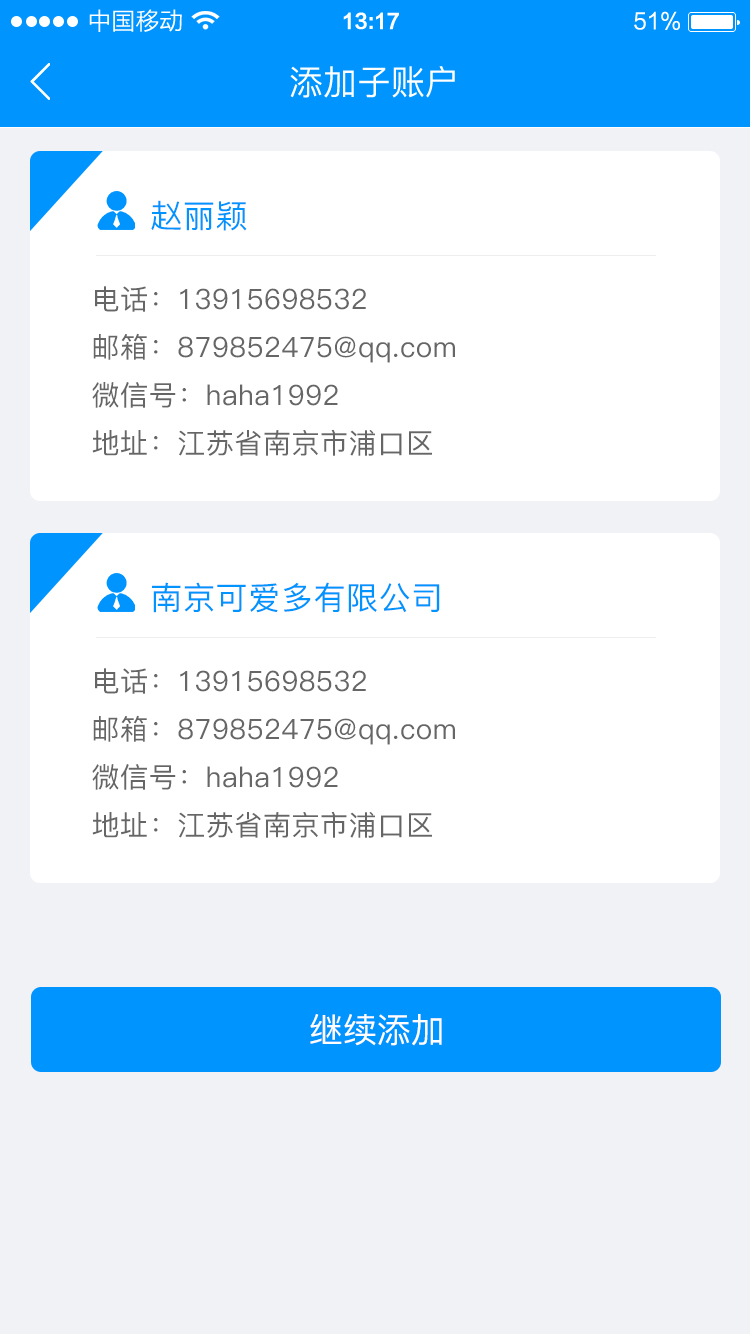 中国移动
13:17
51%
添加子账户
赵丽颖
电话：13915698532
邮箱：879852475@qq.com
微信号：haha1992
地址：江苏省南京市浦口区
南京可爱多有限公司
电话：13915698532
邮箱：879852475@qq.com
微信号：haha1992
地址：江苏省南京市浦口区
继续添加